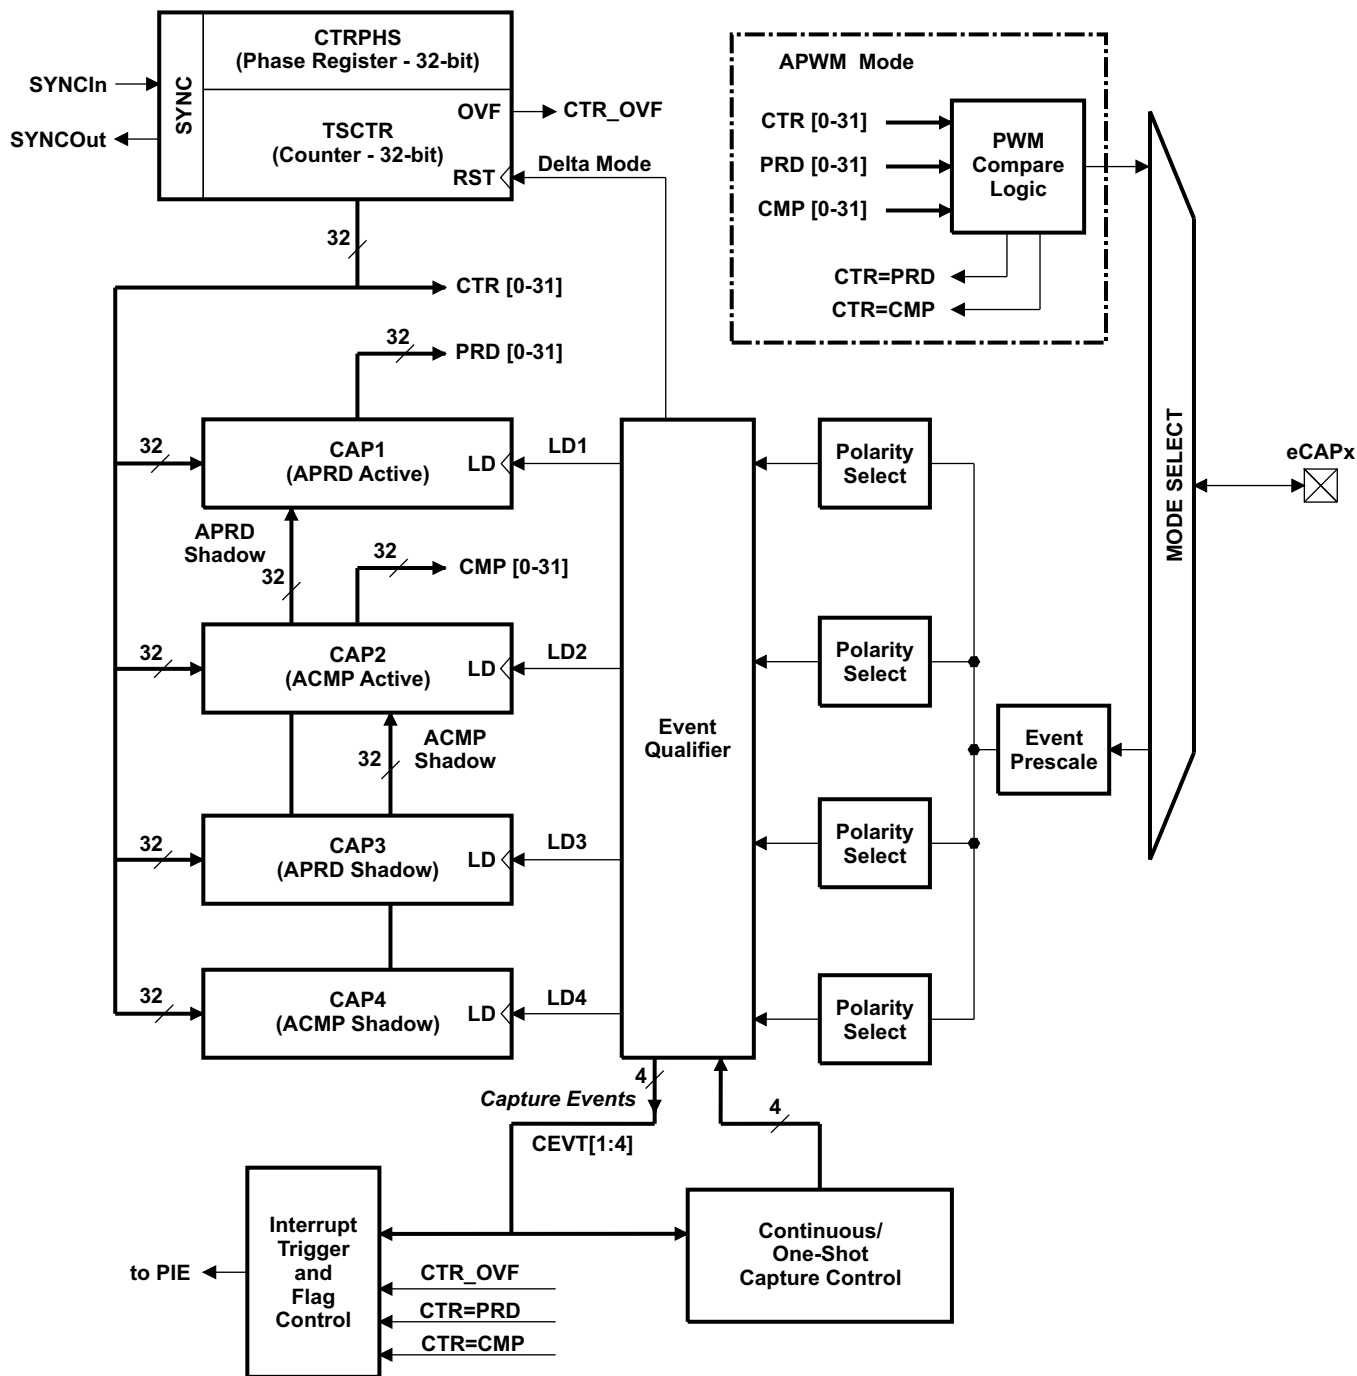 CTRPHS
(Phase Register - 32-bit)
SYNC
SYNCIn
SYNCOut
OVF
CTR_OVF
TSCTR
(Counter - 32-bit)
RST
Delta Mode
APWM Mode
CTR [0-31]
PRD [0-31]
CMP [0-31]
PWM
Compare
Logic
CTR=PRD
CTR=CMP
32
CTR [0-31]
32
PRD [0-31]
32
CAP1
(APRD Active)
LD
LD1
Polarity
Select
MODE SELECT
eCAPx
APRD
Shadow
32
32
CMP [0-31]
32
CAP2
(ACMP Active)
LD
LD2
Polarity
Select
Event
Qualifier
Event
Prescale
ACMP
Shadow
32
32
CAP3
(APRD Shadow)
LD
LD3
Polarity
Select
32
CAP4
(ACMP Shadow)
LD
LD4
Polarity
Select
4
Capture Events
4
CEVT[1:4]
Interrupt
Trigger
and
Flag
Control
to PIE
CTR_OVF
CTR=PRD
CTR=CMP
Continuous/
One-Shot
Capture Control